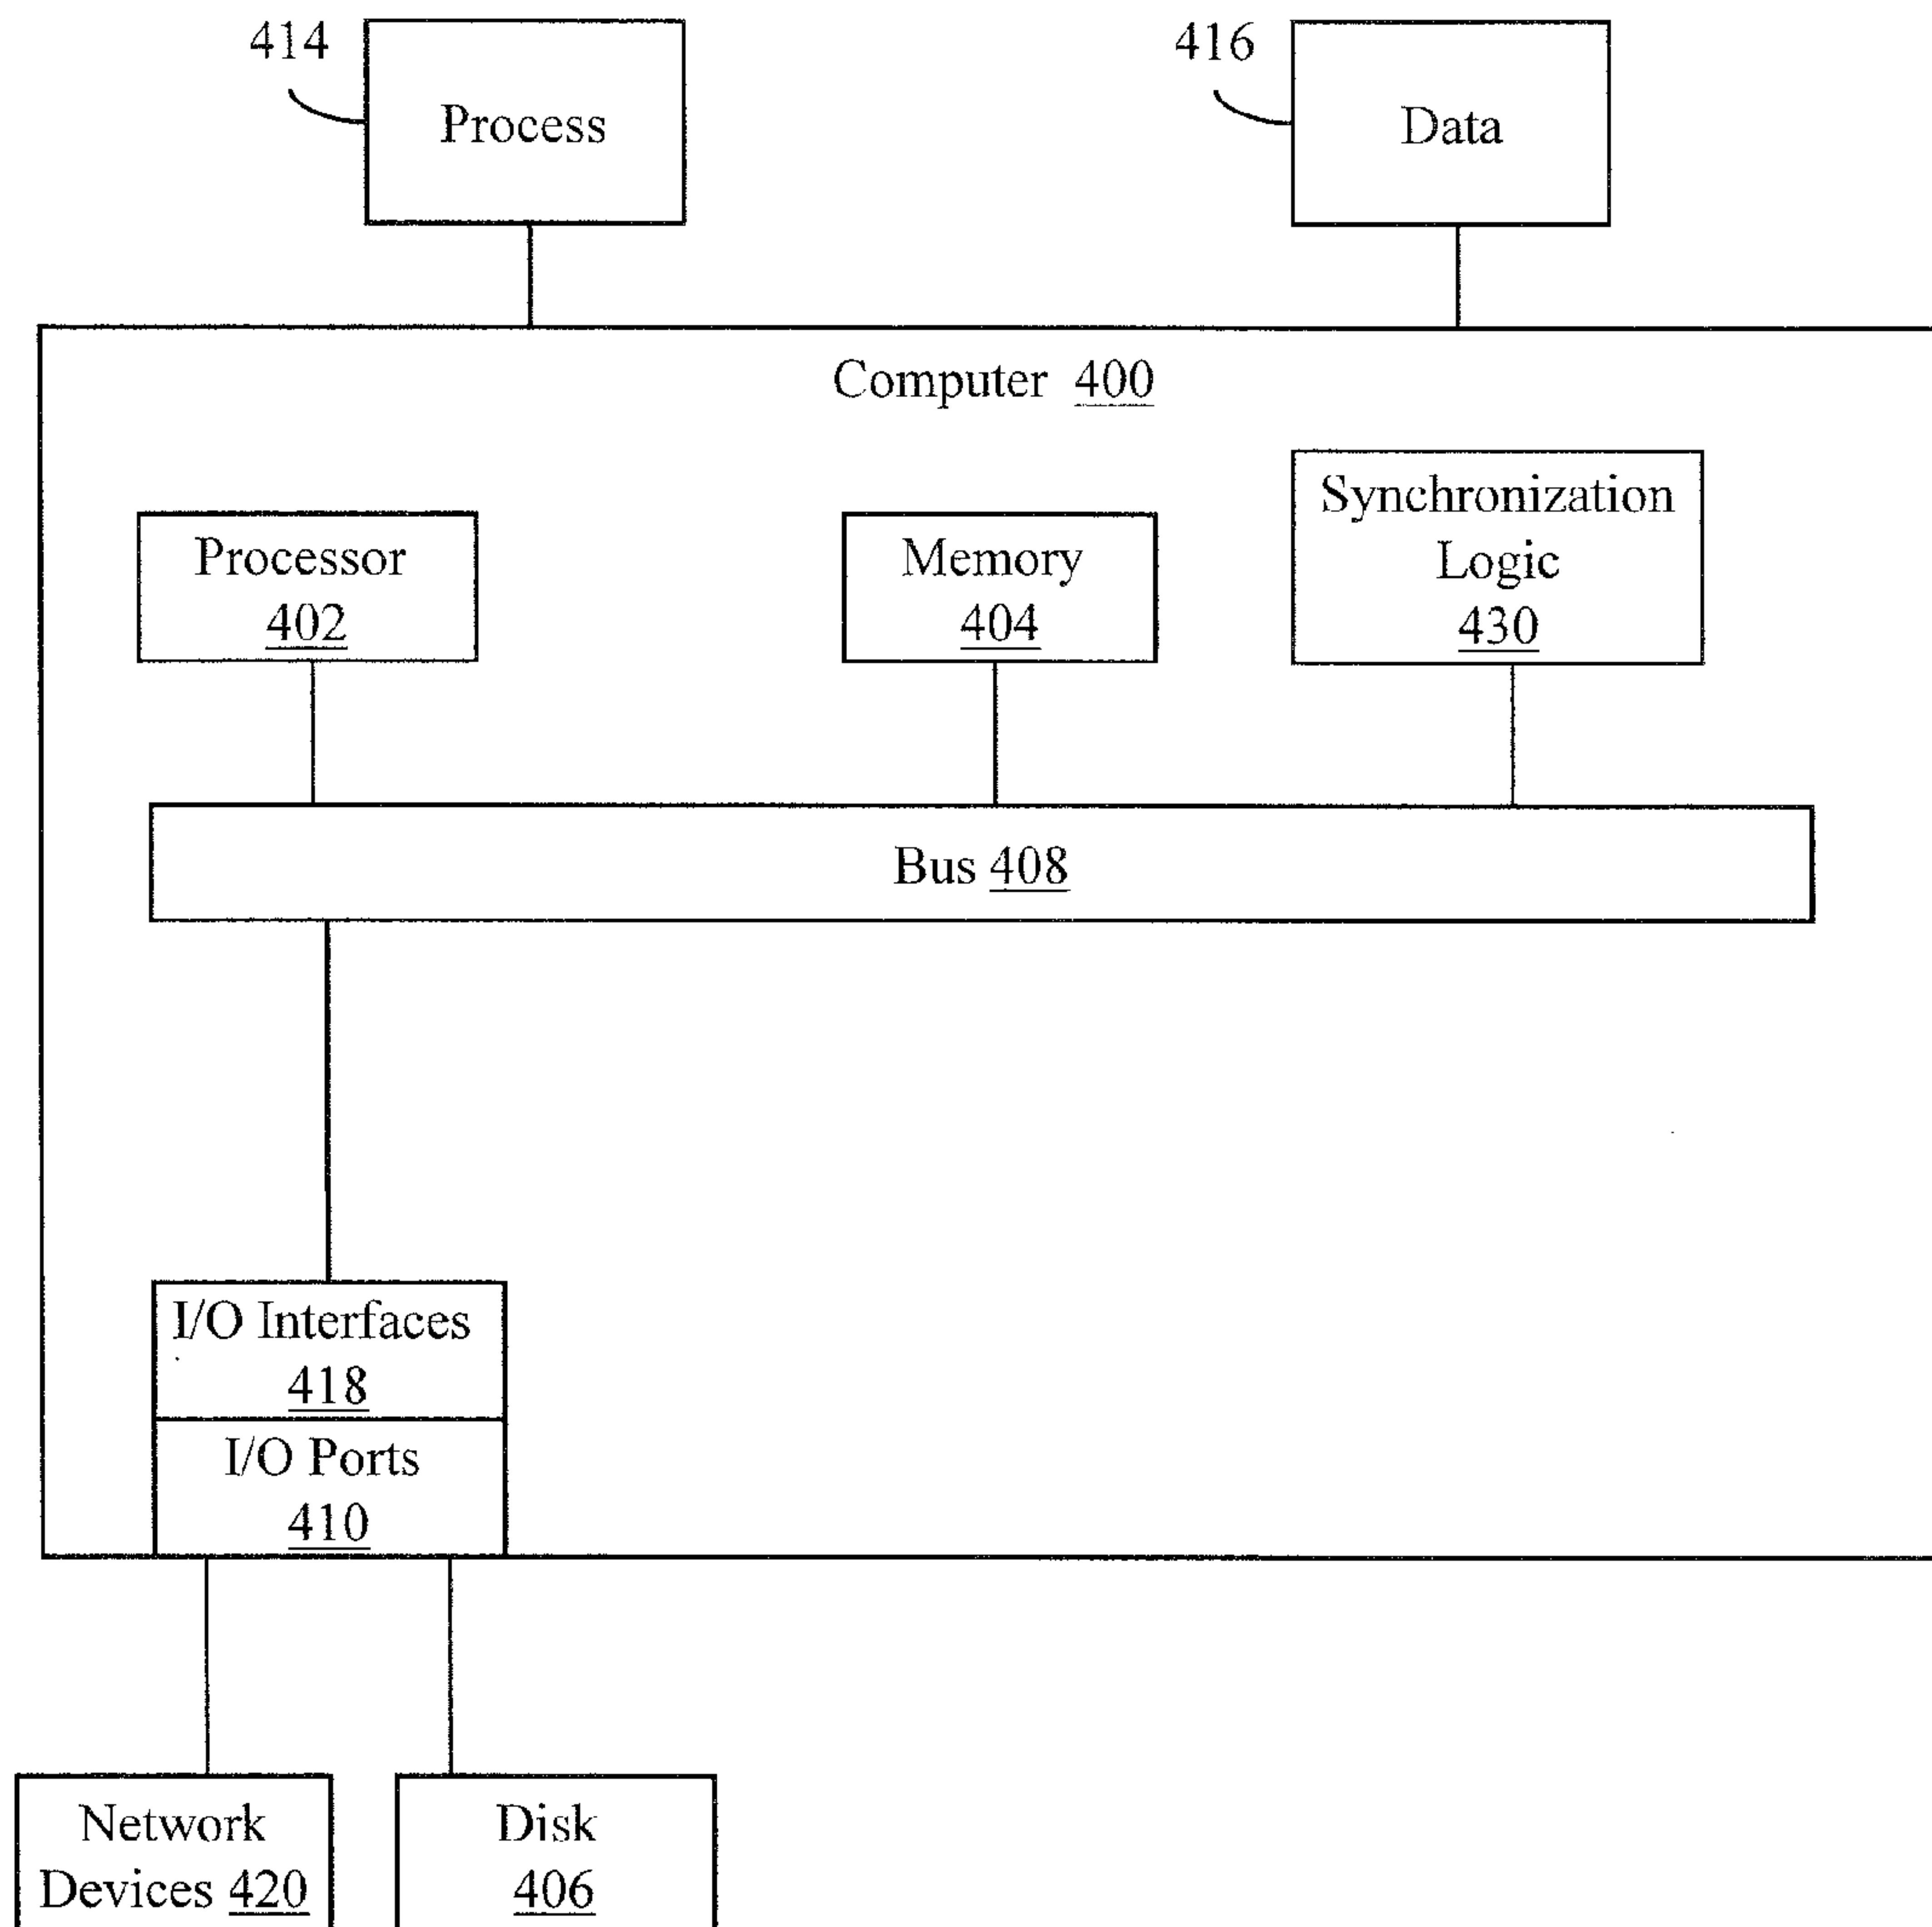 414
Process
416
Data
Computer 400
Processor
402
Memory
404
Synchronization
Logic
430
Bus 408
I/O Interfaces
418
I/O Ports
410
Network
Devices 420
Disk
406